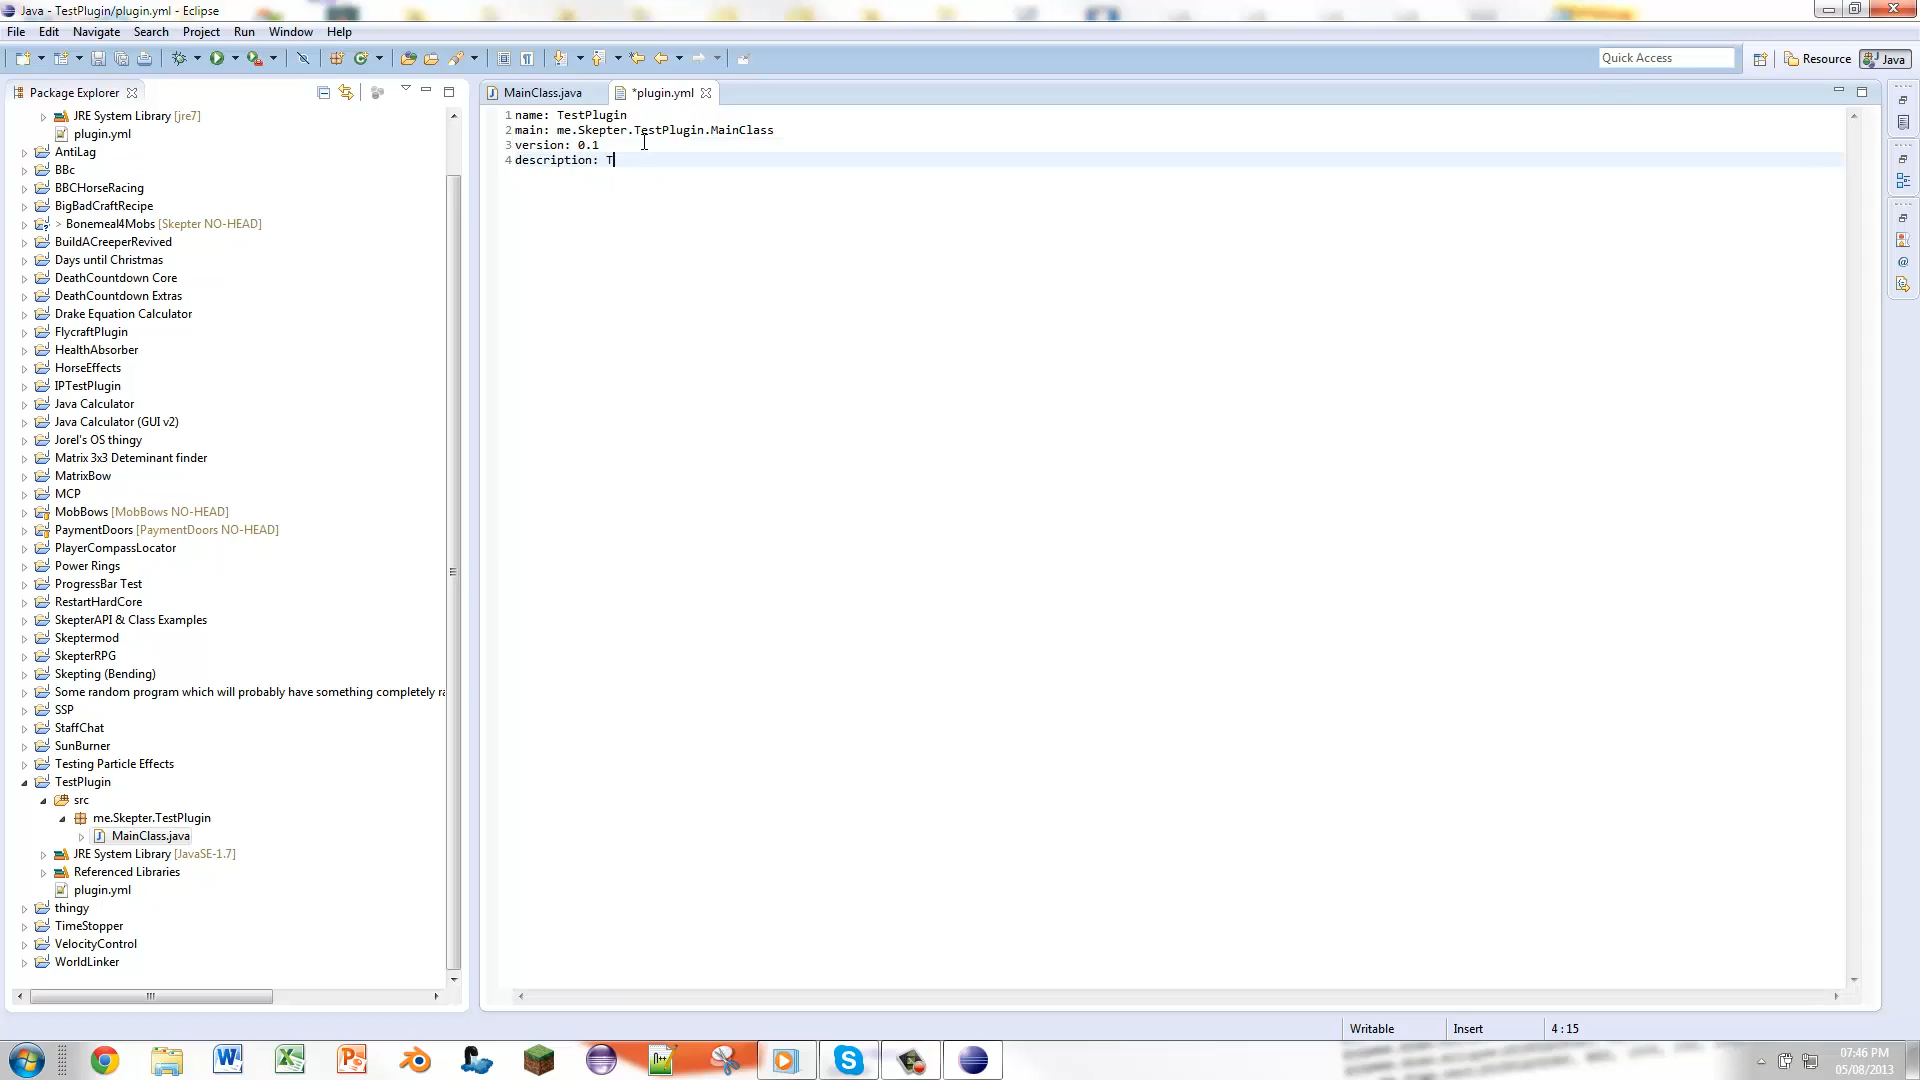 Java - TestPlugin/plugin.yml - Eclipse
File Edit Navigate Search Project Run Window Help
Quick Access
Resource
Java
Package Explorer
MainClass.java
*plugin.yml
JRE System Library [jre7]
plugin.yml
AntiLag
BBc
BBCHorseRacing
BigBadCraftRecipe
> Bonemeal4Mobs [Skepter NO-HEAD]
BuildACreeperRevived
Days until Christmas
DeathCountdown Core
DeathCountdown Extras
Drake Equation Calculator
FlycraftPlugin
HealthAbsorber
HorseEffects
IPTestPlugin
Java Calculator
Java Calculator (GUI v2)
Jorel's OS thingy
Matrix 3x3 Deteminant finder
MatrixBow
MCP
MobBows [MobBows NO-HEAD]
PaymentDoors [PaymentDoors NO-HEAD]
PlayerCompassLocator
Power Rings
ProgressBar Test
RestartHardCore
SkepterAPI & Class Examples
Skeptermod
SkepterRPG
Skepting (Bending)
Some random program which will probably have something completely ra
SSP
StaffChat
SunBurner
Testing Particle Effects
TestPlugin
src
me.Skepter.TestPlugin
MainClass.java
JRE System Library [JavaSE-1.7]
Referenced Libraries
plugin.yml
thingy
TimeStopper
VelocityControl
WorldLinker
1 name: TestPlugin
2 main: me.Skepter.TestPlugin.MainClass
3 version: 0.1
4 description: T
Writable
Insert
4 : 15
07:46 PM
05/08/2013